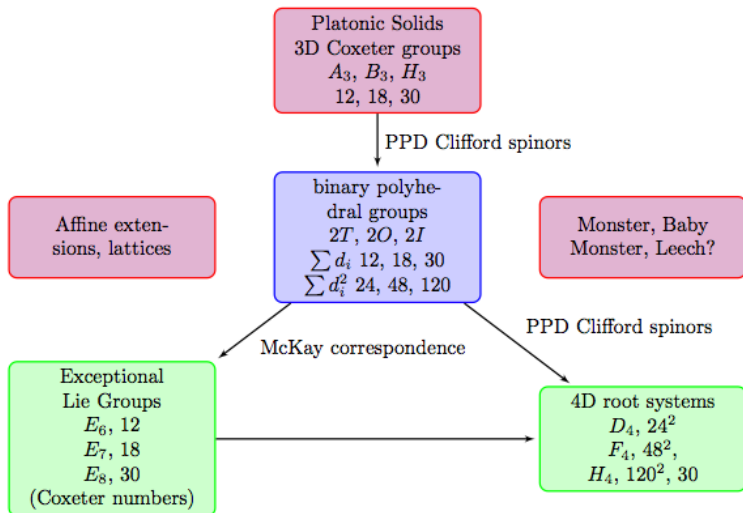 Platonic Solids
3D Coxeter groups
A₃, B₃, H₃
12, 18, 30
PPD Clifford spinors
binary polyhe-
dral groups
2T, 2O, 2I
∑ dᵢ 12, 18, 30
∑ dᵢ² 24, 48, 120
Affine exten-
sions, lattices
Monster, Baby
Monster, Leech?
McKay correspondence
PPD Clifford spinors
Exceptional
Lie Groups
E₆, 12
E₇, 18
E₈, 30
(Coxeter numbers)
4D root systems
D₄, 24²
F₄, 48²,
H₄, 120², 30